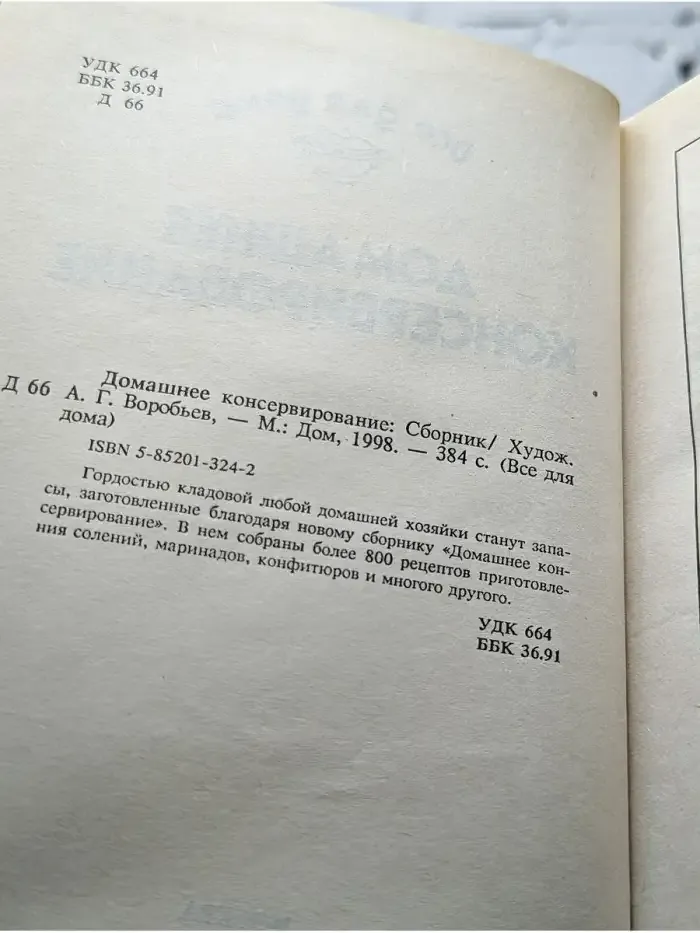 УДК 664
ББК 36.91
Д 66
Домашнее консервирование: Сборник/ Худож.
Д 66 А. Г. Воробьев, — М.: Дом, 1998. — 384 с. (Все для
дома)
ISBN 5-85201-324-2
Гордостью кладовой любой домашней хозяйки станут запа-
сы, заготовленные благодаря новому сборнику «Домашнее кон-
сервирование». В нем собраны более 800 рецептов приготовле-
ния солений, маринадов, конфитюров и многого другого.
УДК 664
ББК 36.91